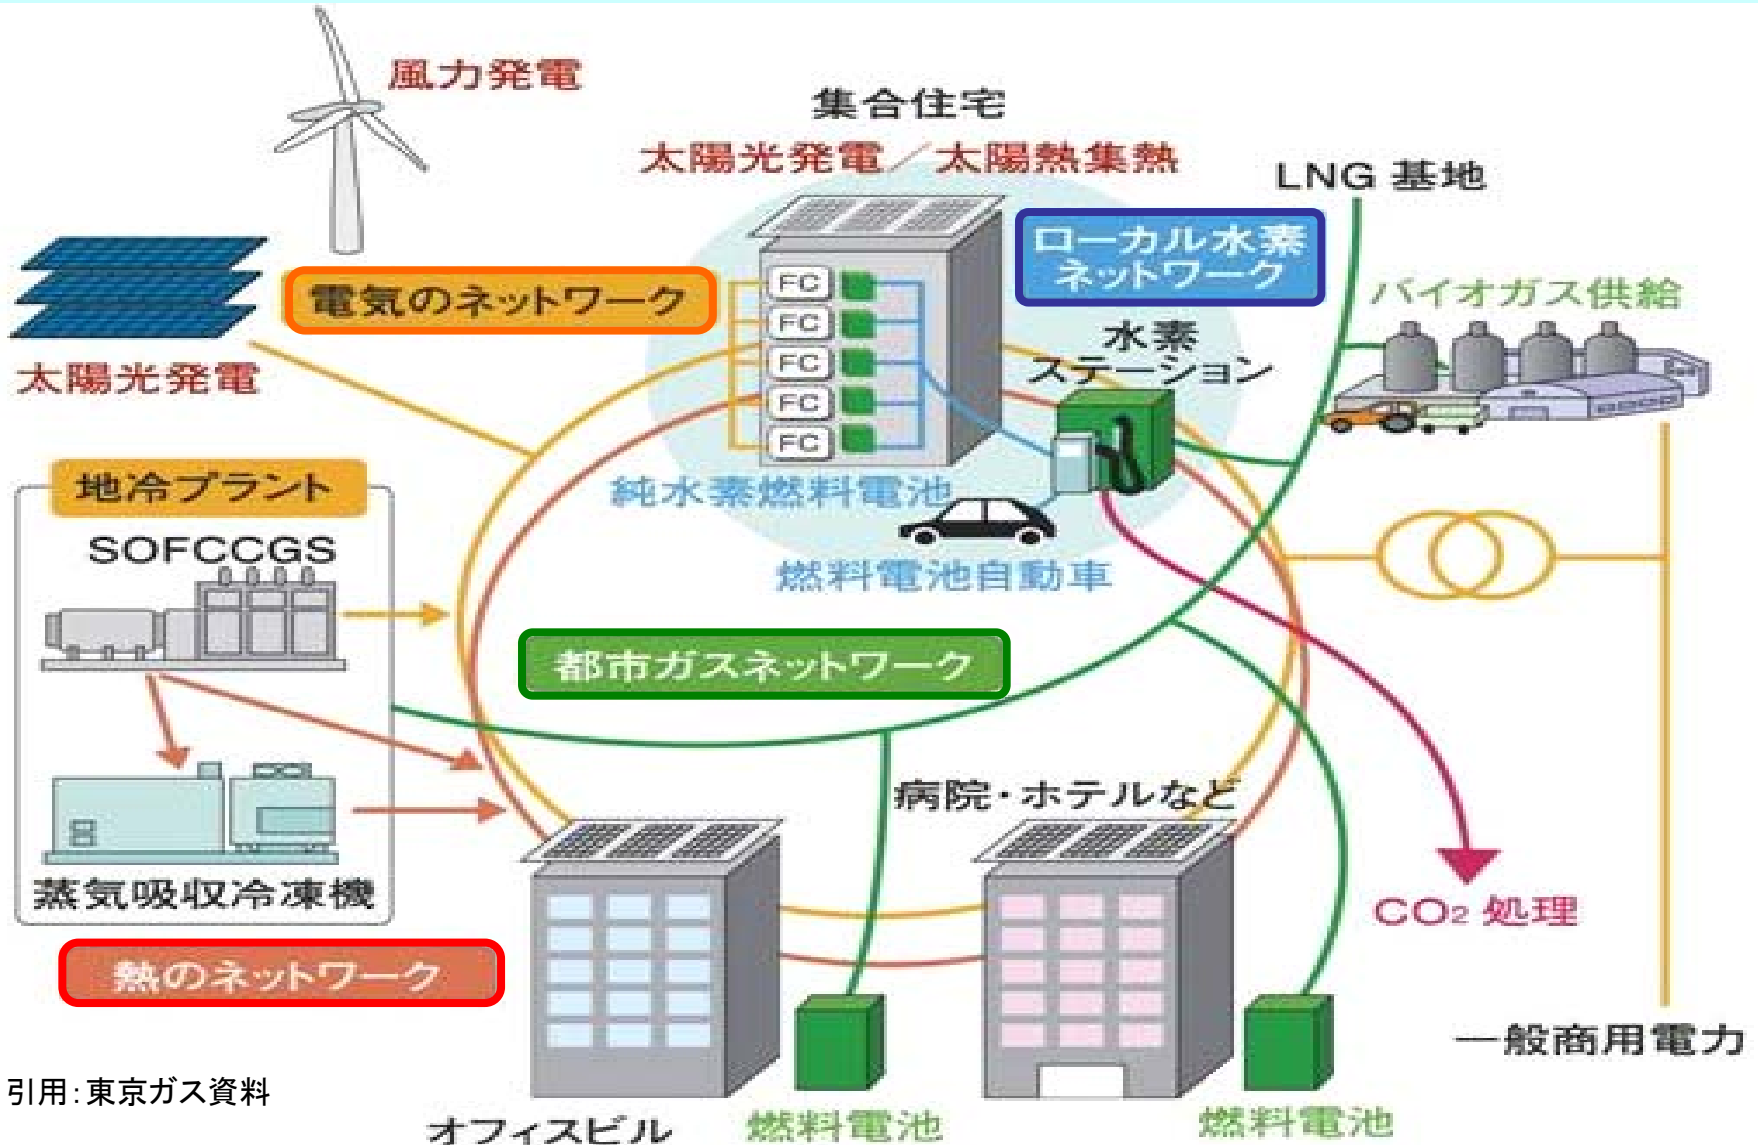 風力発電
集合住宅
太陽光発電／太陽熱集熱
LNG 基地
ローカル水素
ネットワーク
電気のネットワーク
バイオガス供給
水素
ステーション
太陽光発電
FC
FC
FC
FC
FC
地冷プラント
純水素燃料電池
SOFCCGS
燃料電池自動車
都市ガスネットワーク
病院・ホテルなど
蒸気吸収冷凍機
CO₂ 処理
熱のネットワーク
一般商用電力
引用：東京ガス資料
オフィスビル
燃料電池
燃料電池